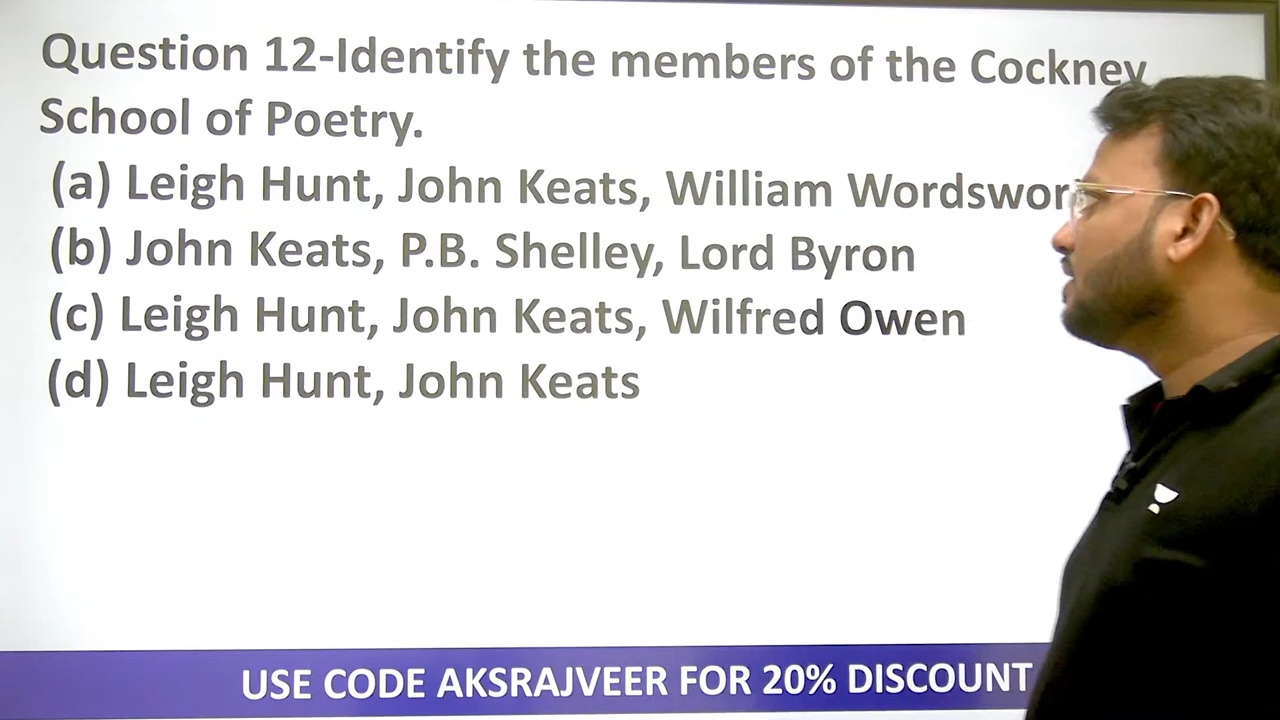 Question 12-Identify the members of the Cockney
School of Poetry.
(a) Leigh Hunt, John Keats, William
(b) John Keats, P.B. Shelley, Lord Byron
(c) Leigh Hunt, John Keats, Wilfred Owen
(d) Leigh Hunt, John Keats
USE CODE AKSRAJVEER FOR 20% DISCOUNT